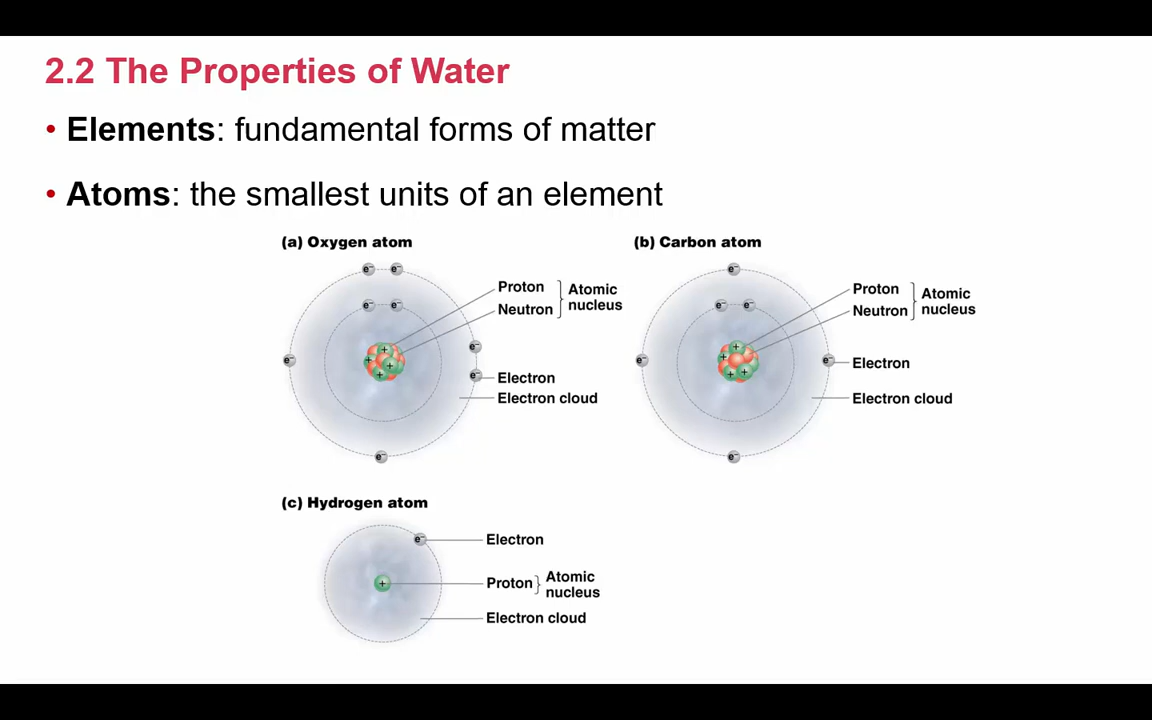 2.2 The Properties of Water
• Elements: fundamental forms of matter
• Atoms: the smallest units of an element
(a) Oxygen atom
e⁻ e⁻
e⁻ e⁻
e⁻
e⁻
e⁻
e⁻
+
+
+
+
Proton
Neutron
Atomic
nucleus
Electron
Electron cloud
(b) Carbon atom
e⁻
e⁻ e⁻
e⁻
e⁻
e⁻
+
+
+
+
Proton
Neutron
Atomic
nucleus
Electron
Electron cloud
(c) Hydrogen atom
e⁻
+
Electron
Proton
Atomic
nucleus
Electron cloud